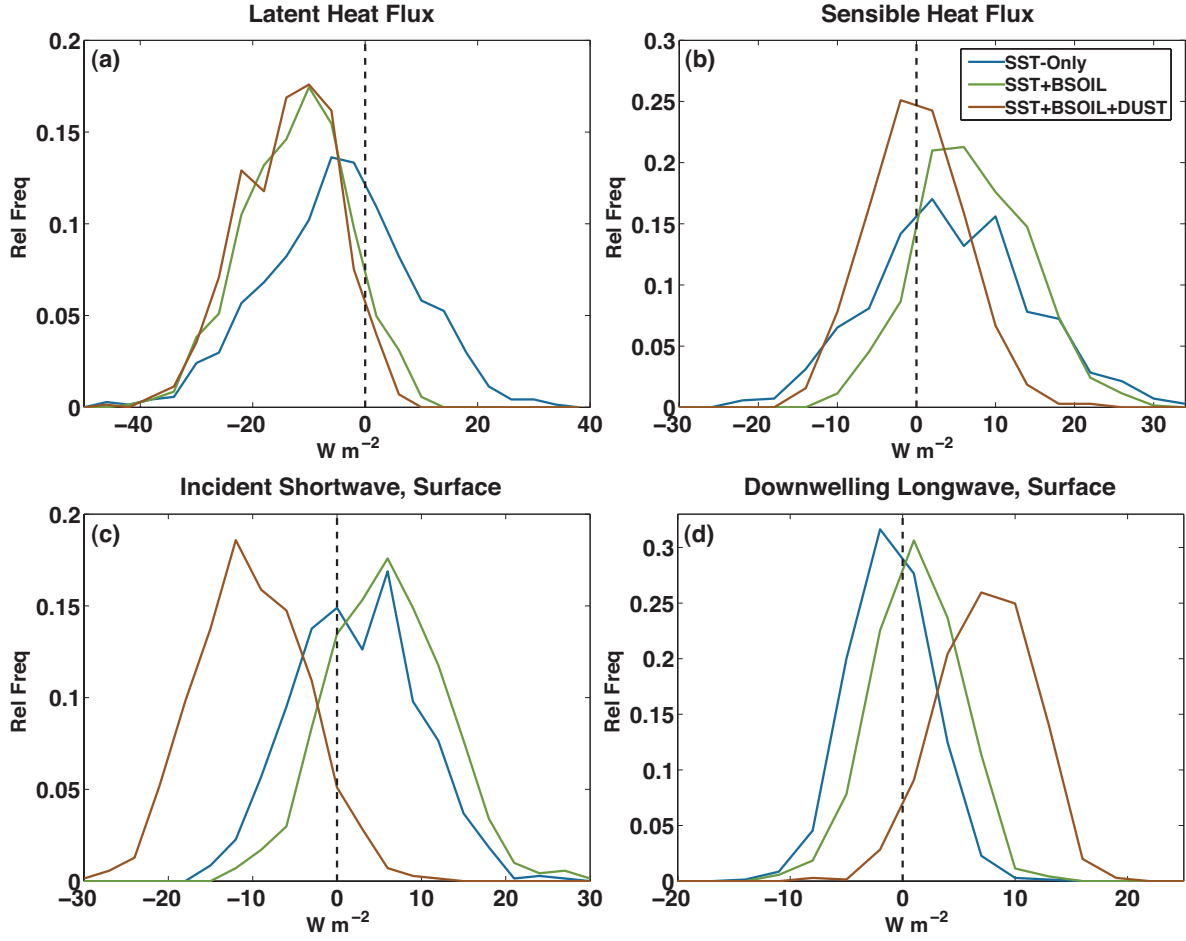 Latent Heat Flux
Sensible Heat Flux
(a)
(b)
SST-Only
SST+BSOIL
SST+BSOIL+DUST
Rel Freq
Rel Freq
0.2
0.15
0.1
0.05
0
0.3
0.25
0.2
0.15
0.1
0.05
0
−40 −20 0 20 40
−30 −20 −10 0 10 20 30
W m−2
W m−2
Incident Shortwave, Surface
Downwelling Longwave, Surface
(c)
(d)
Rel Freq
Rel Freq
0.2
0.15
0.1
0.05
0
0.3
0.25
0.2
0.15
0.1
0.05
0
−30 −20 −10 0 10 20 30
−20 −10 0 10 20
W m−2
W m−2